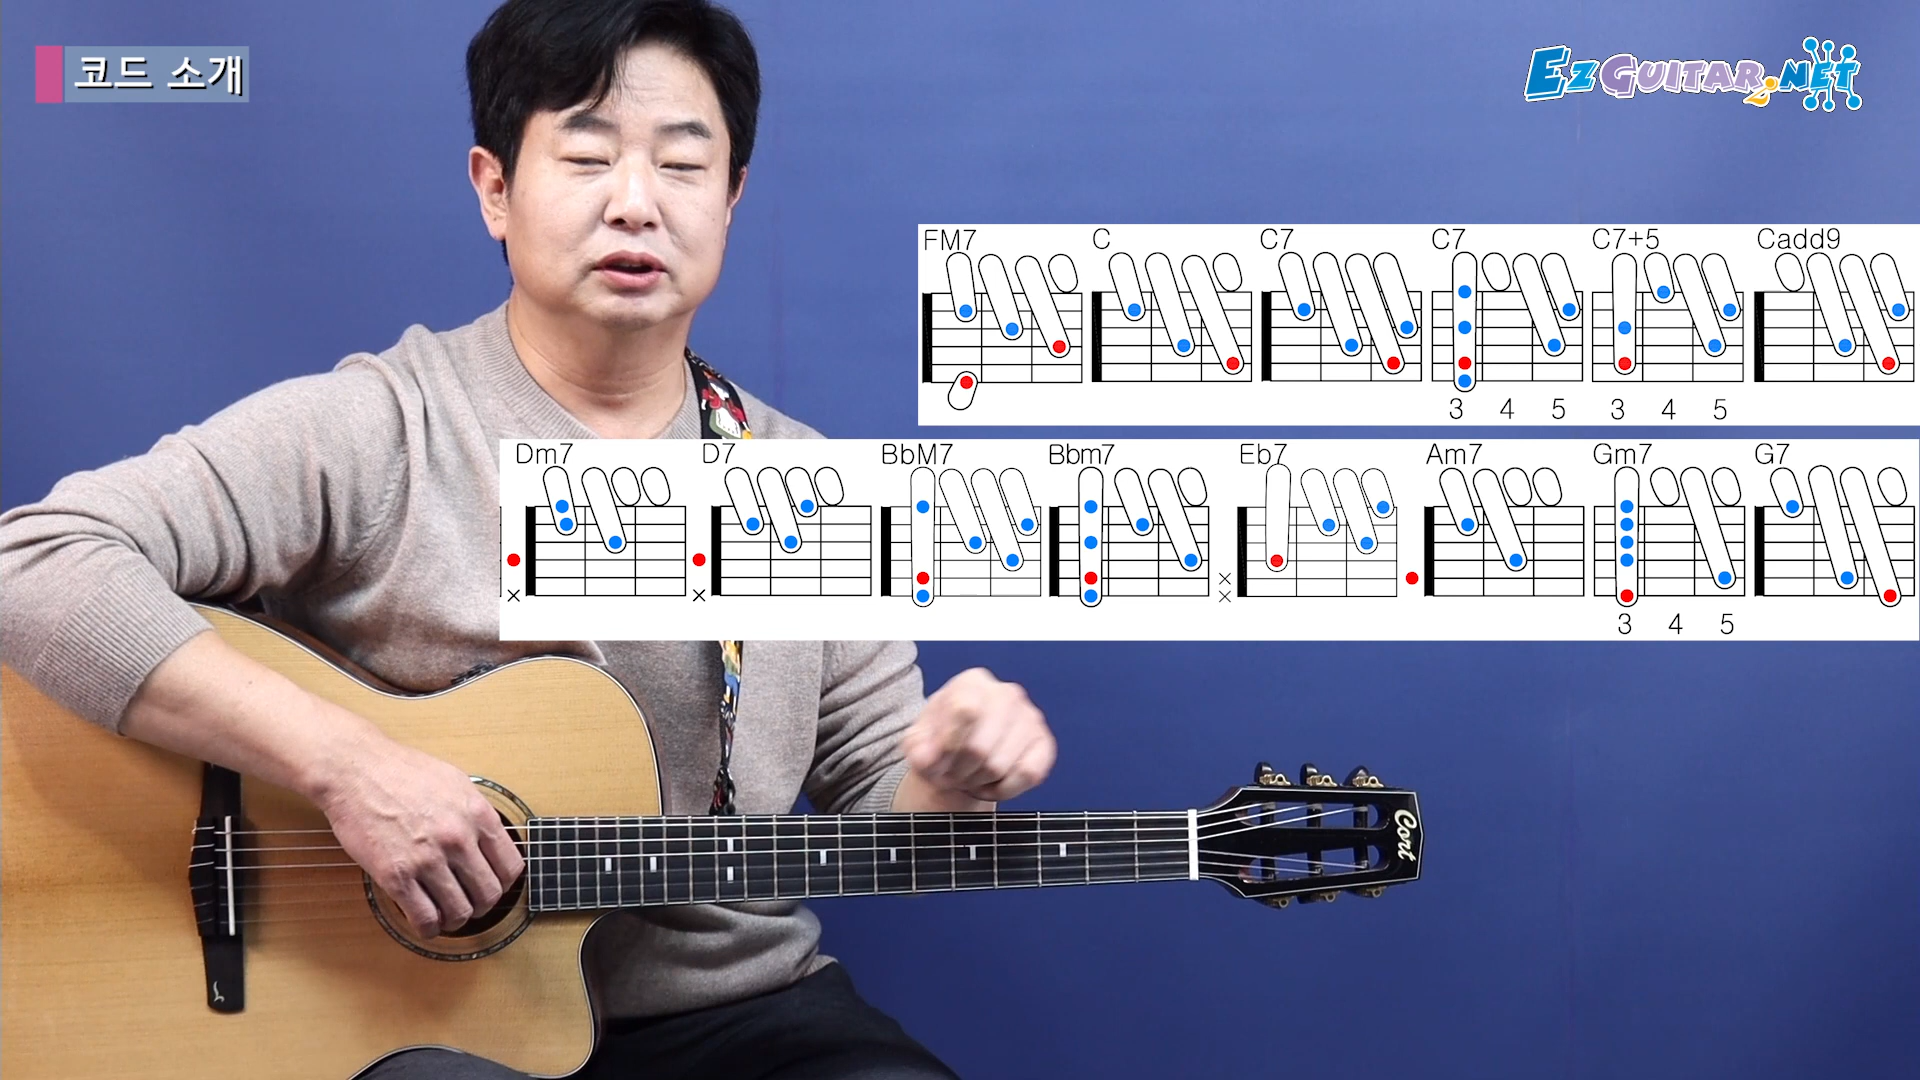 코드 소개
EZGUITAR2.NET
FM7 C C7 C7 C7+5 Cadd9
3 4 5 3 4 5
Dm7 D7 BbM7 Bbm7 Eb7 Am7 Gm7 G7
× × × ×
3 4 5
Cort